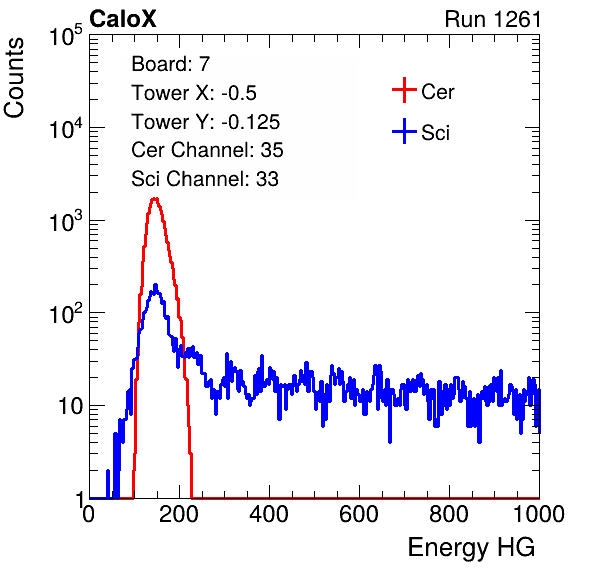 CaloX Run 1261
Counts
10^5
10^4
10^3
10^2
10
1
Board: 7
Tower X: -0.5
Tower Y: -0.125
Cer Channel: 35
Sci Channel: 33
Cer
Sci
0 200 400 600 800 1000
Energy HG